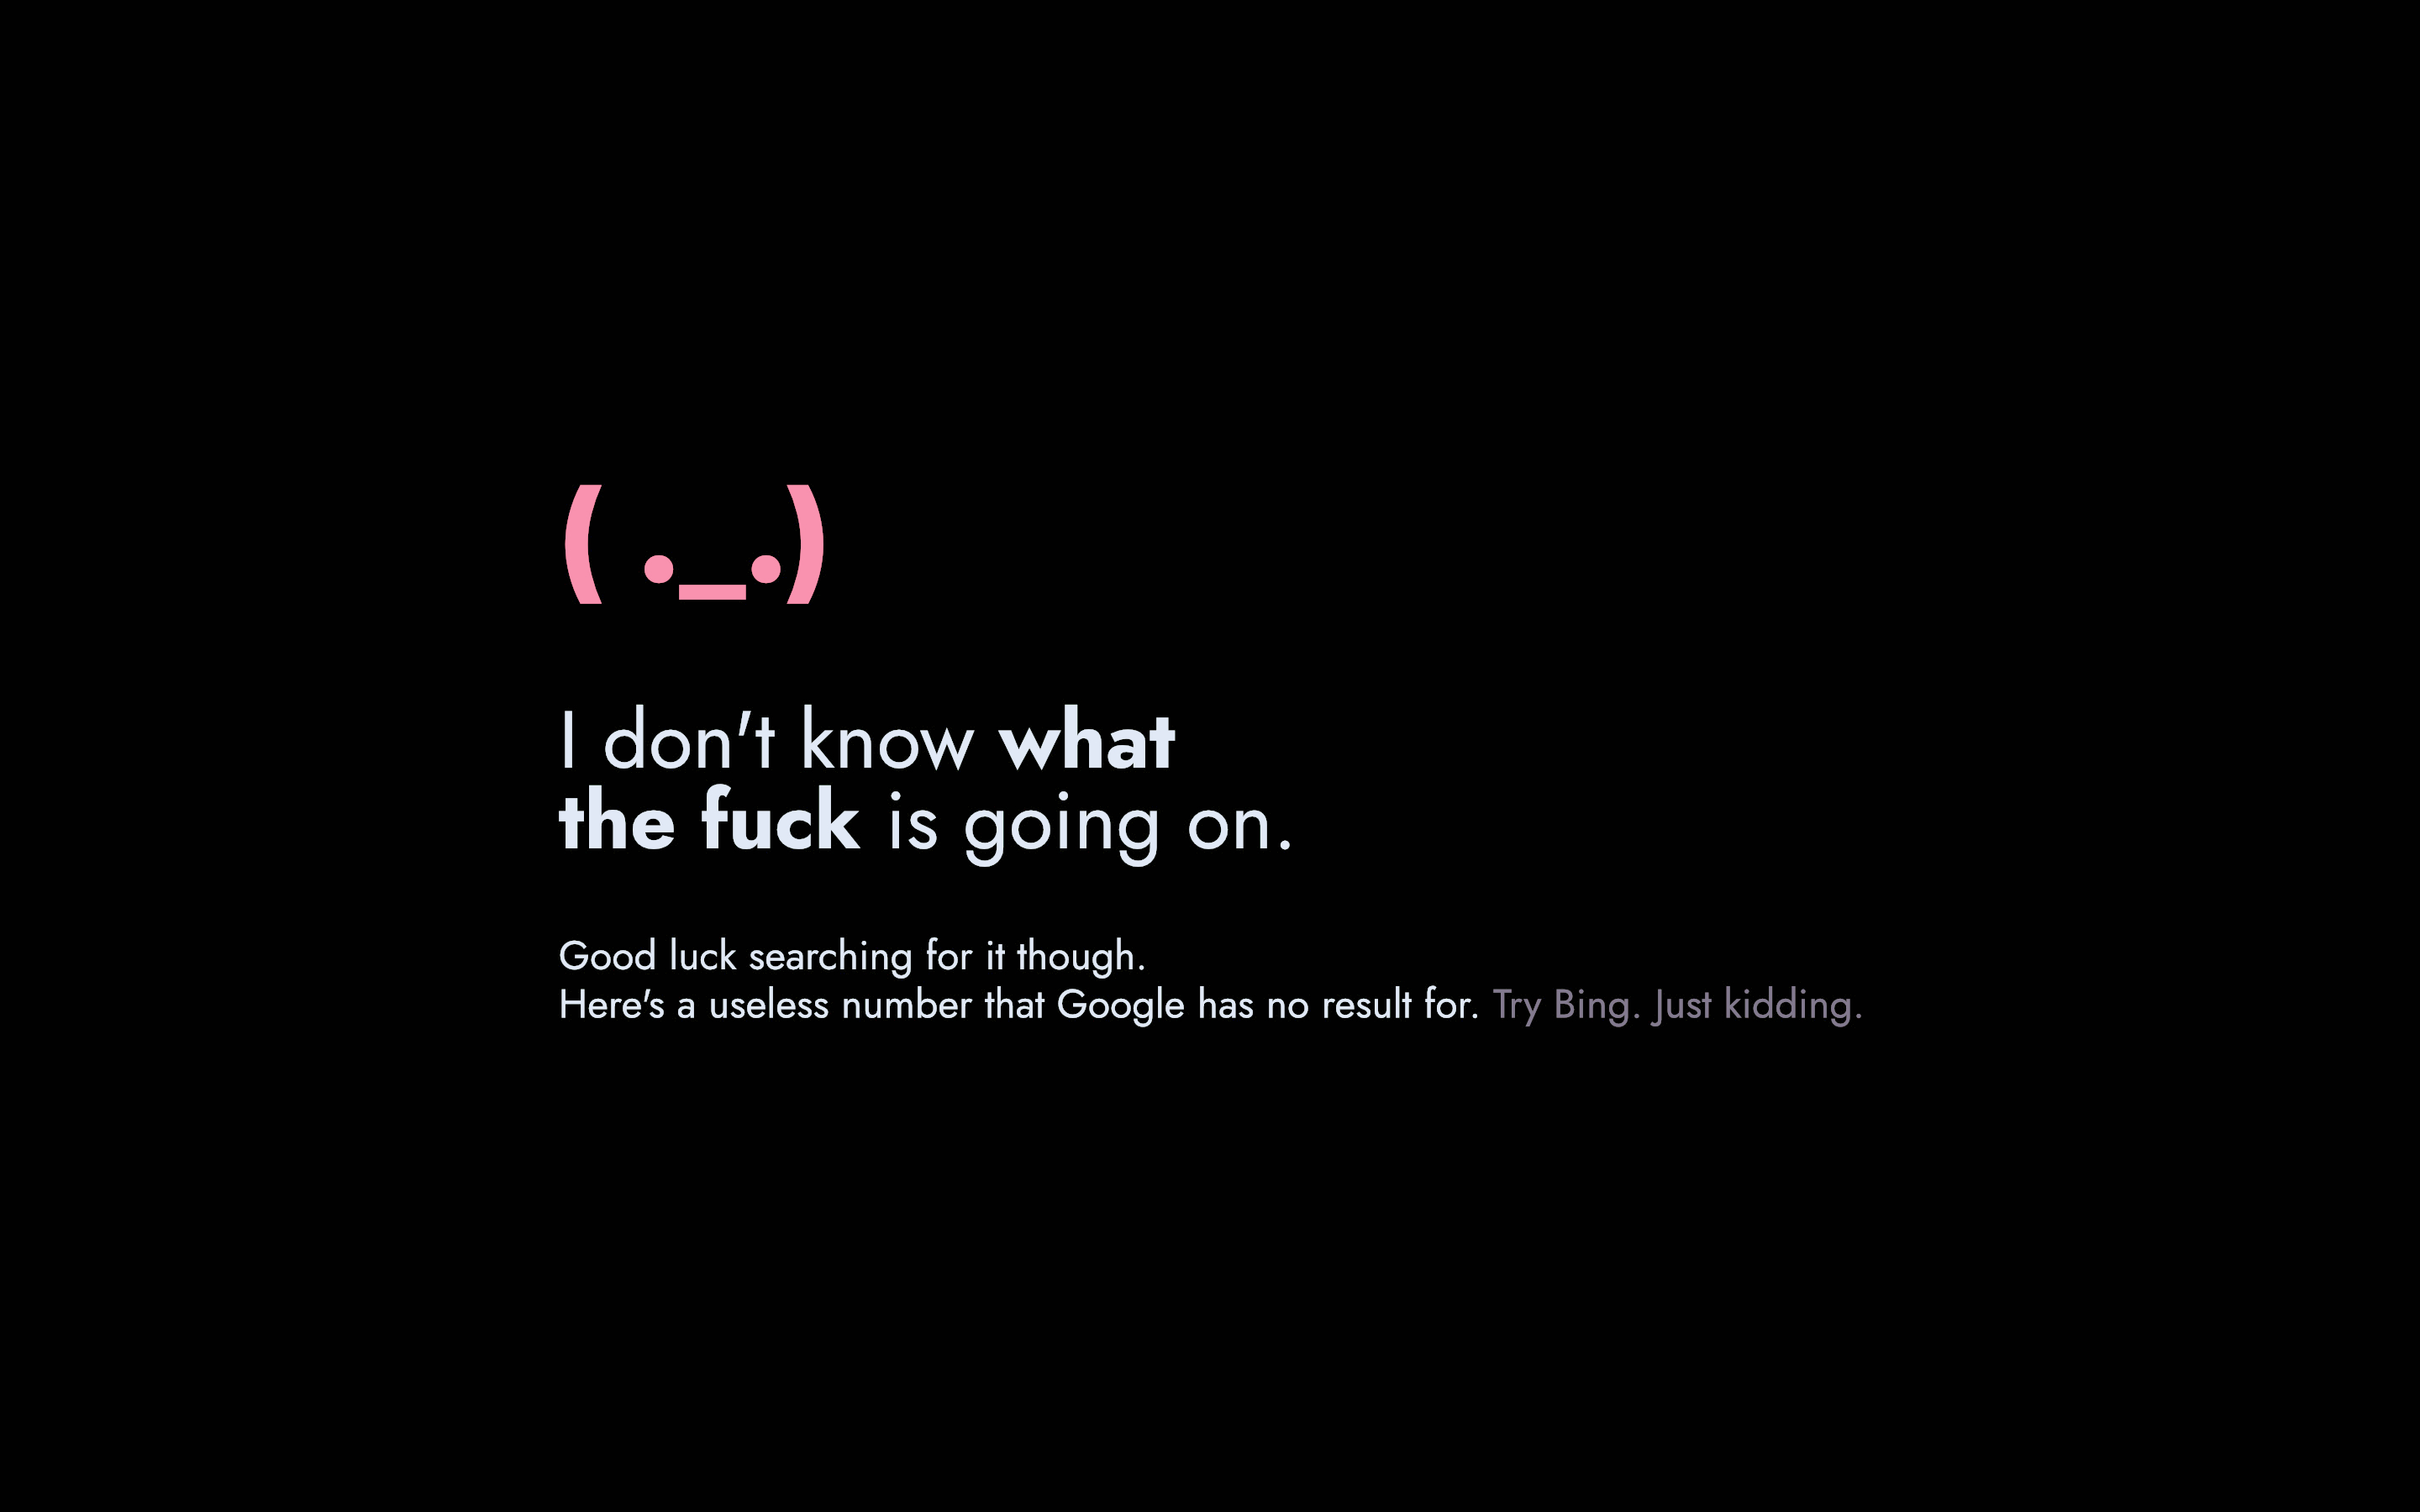 ( ._.)
I don't know what
the fuck is going on.
Good luck searching for it though.
Here's a useless number that Google has no result for. Try Bing. Just kidding.